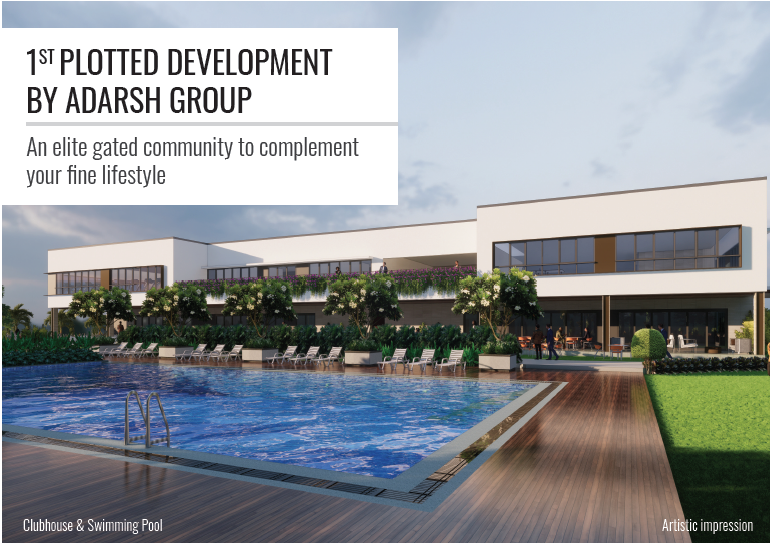 1ST PLOTTED DEVELOPMENT
BY ADARSH GROUP
An elite gated community to complement
your fine lifestyle
Clubhouse & Swimming Pool
Artistic impression